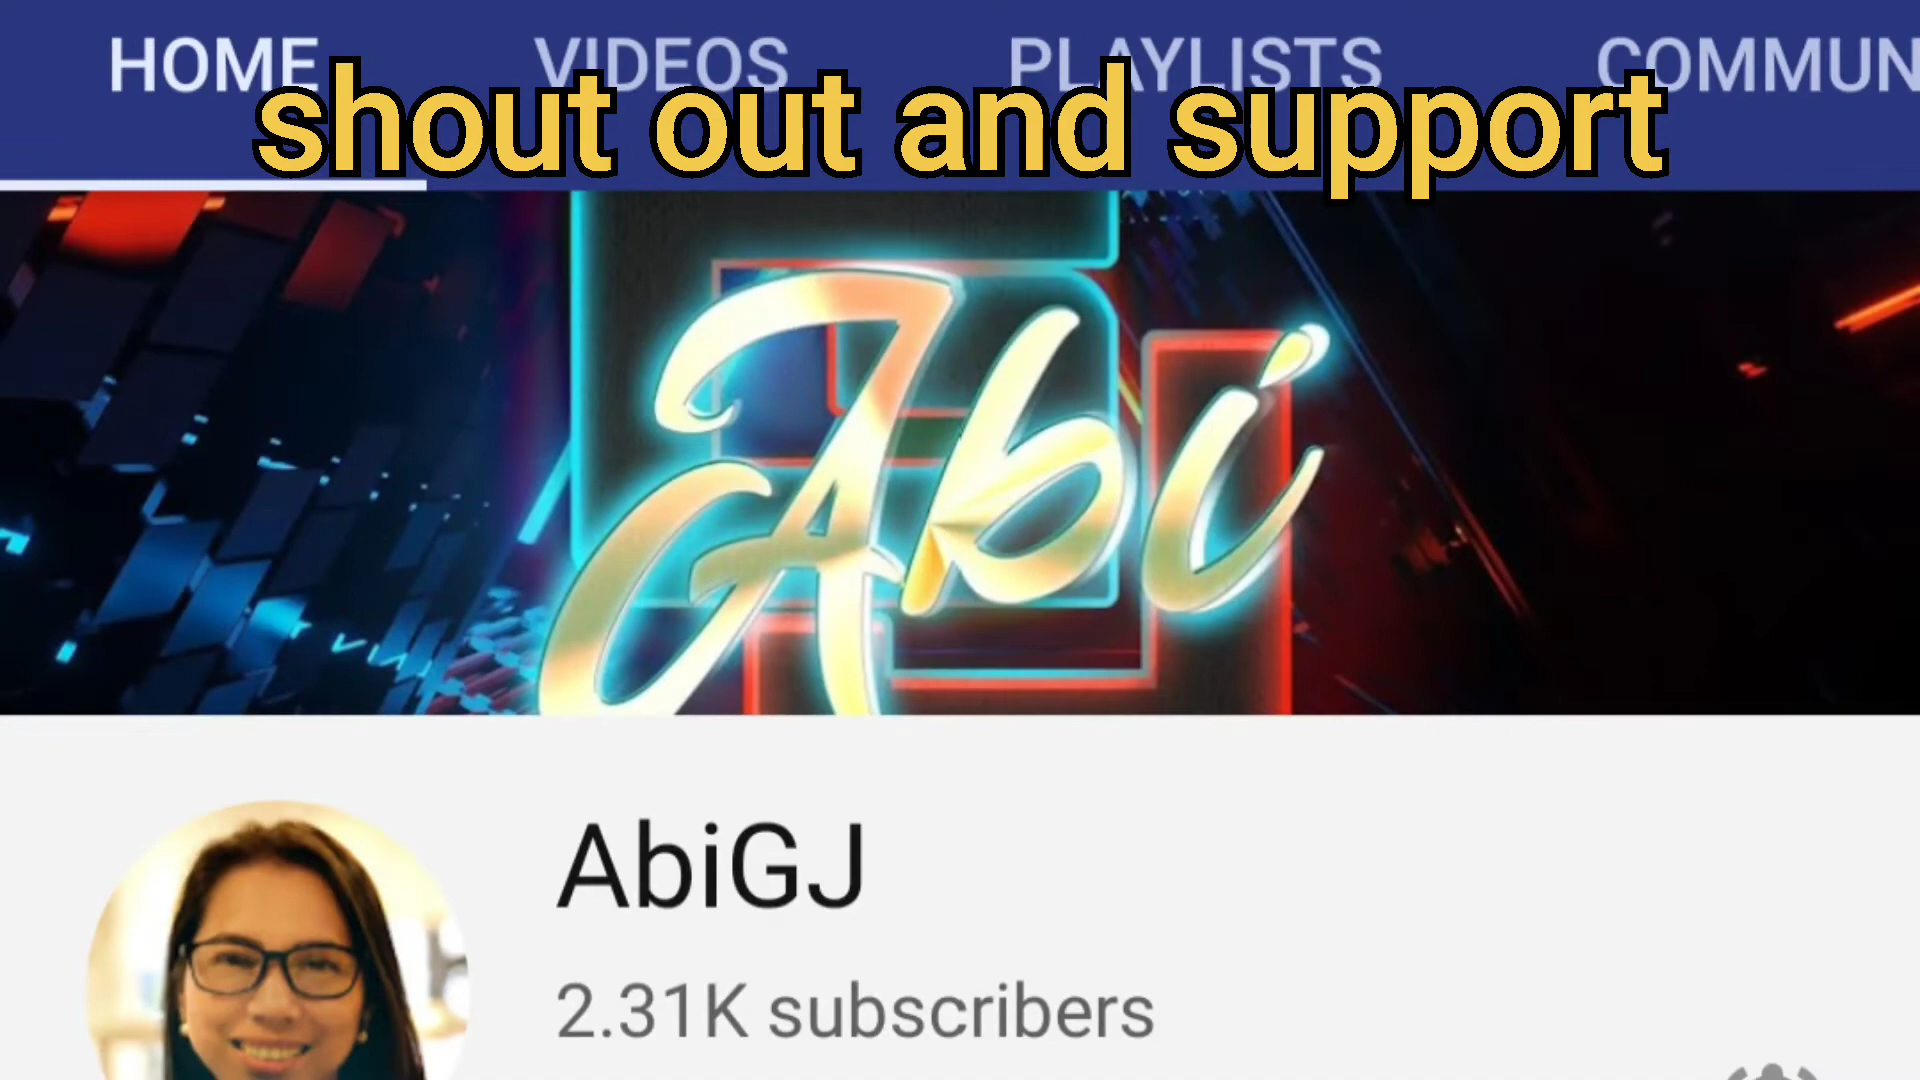 HOME VIDEOS PLAYLISTS COMMUN
shout out and support
Abi
AbiGJ
2.31K subscribers